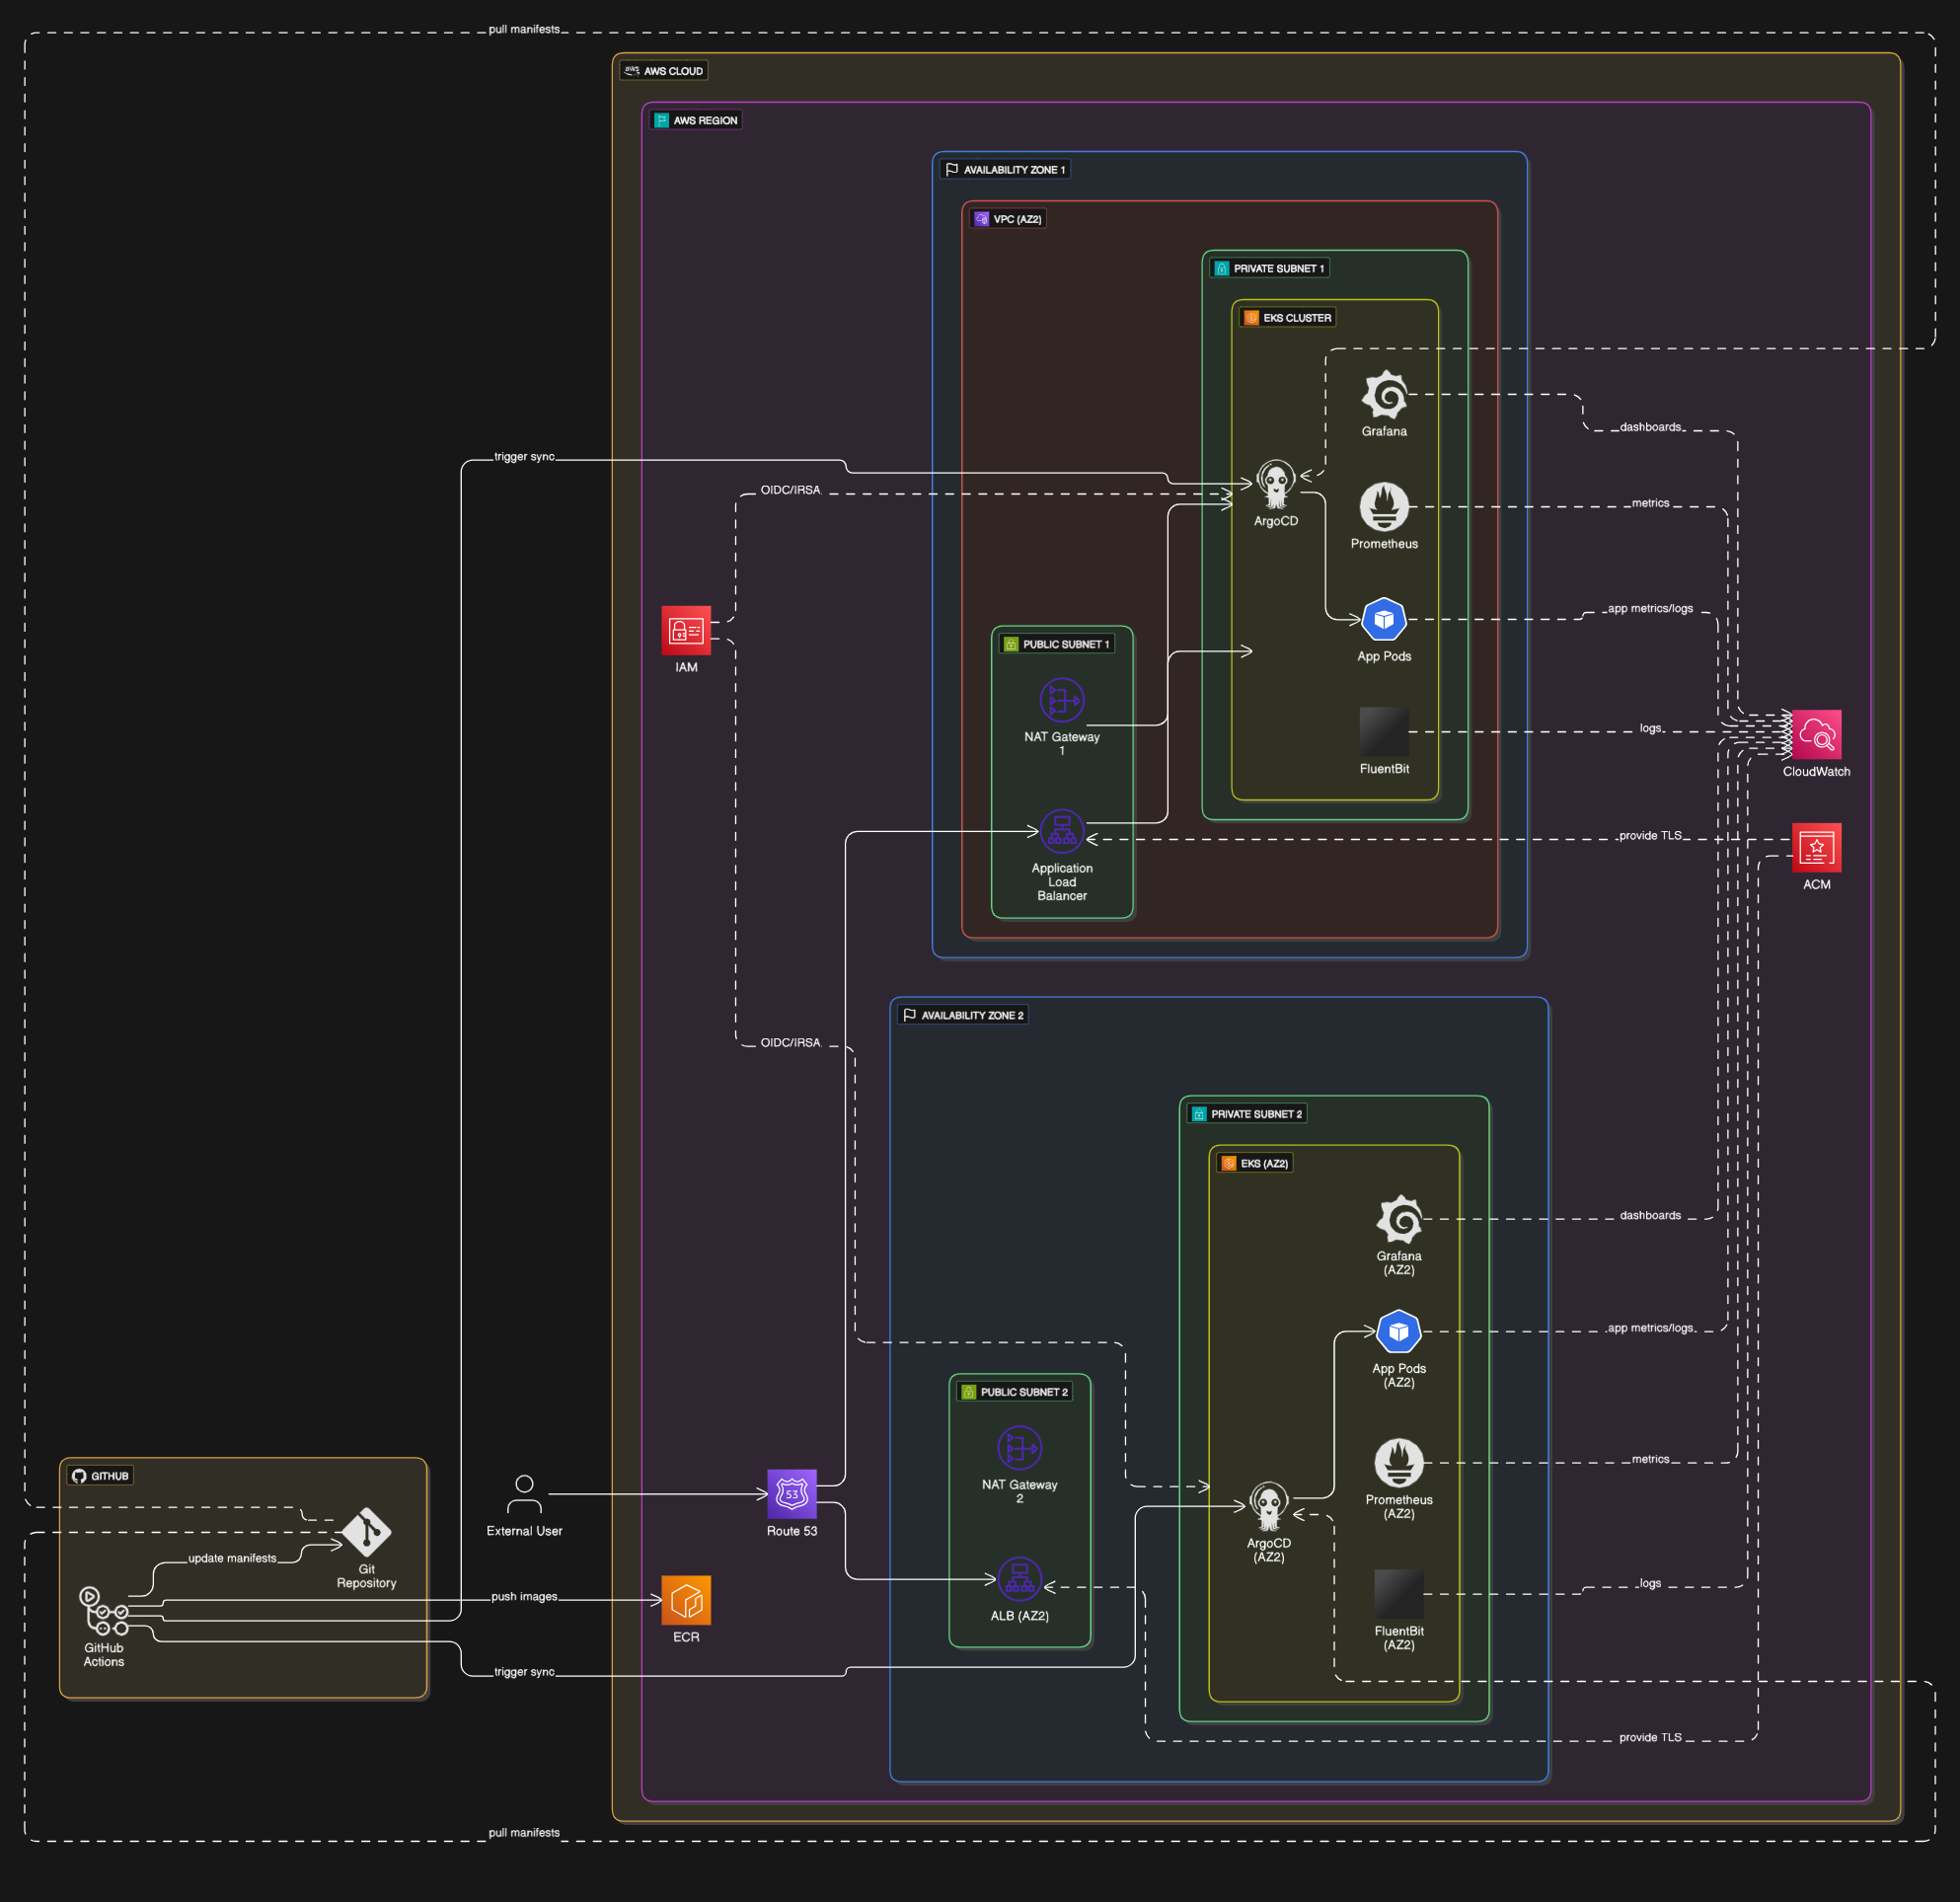 pull manifests
aws AWS CLOUD
AWS REGION
AVAILABILITY ZONE 1
VPC (AZ2)
PRIVATE SUBNET 1
EKS CLUSTER
Grafana
dashboards
trigger sync
OIDC/IRSA
ArgoCD
Prometheus
metrics
App Pods
app metrics/logs
IAM
PUBLIC SUBNET 1
NAT Gateway
1
FluentBit
logs
CloudWatch
Application
Load
Balancer
provide TLS
ACM
AVAILABILITY ZONE 2
OIDC/IRSA
PRIVATE SUBNET 2
EKS (AZ2)
Grafana
(AZ2)
dashboards
App Pods
(AZ2)
app metrics/logs
PUBLIC SUBNET 2
NAT Gateway
2
Prometheus
(AZ2)
metrics
ArgoCD
(AZ2)
FluentBit
(AZ2)
logs
ALB (AZ2)
GITHUB
Git
Repository
update manifests
GitHub
Actions
External User
53
Route 53
push images
ECR
trigger sync
provide TLS
pull manifests